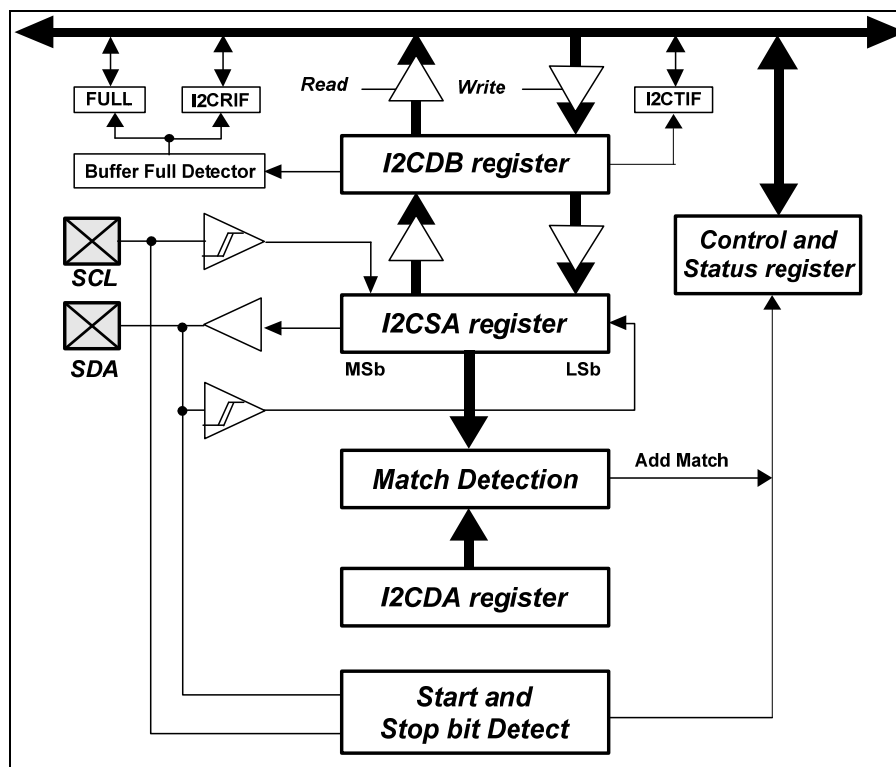 FULL
I2CRIF
Read
Write
I2CTIF
Buffer Full Detector
I2CDB register
SCL
Control and
Status register
SDA
I2CSA register
MSb
LSb
Match Detection
Add Match
I2CDA register
Start and
Stop bit Detect